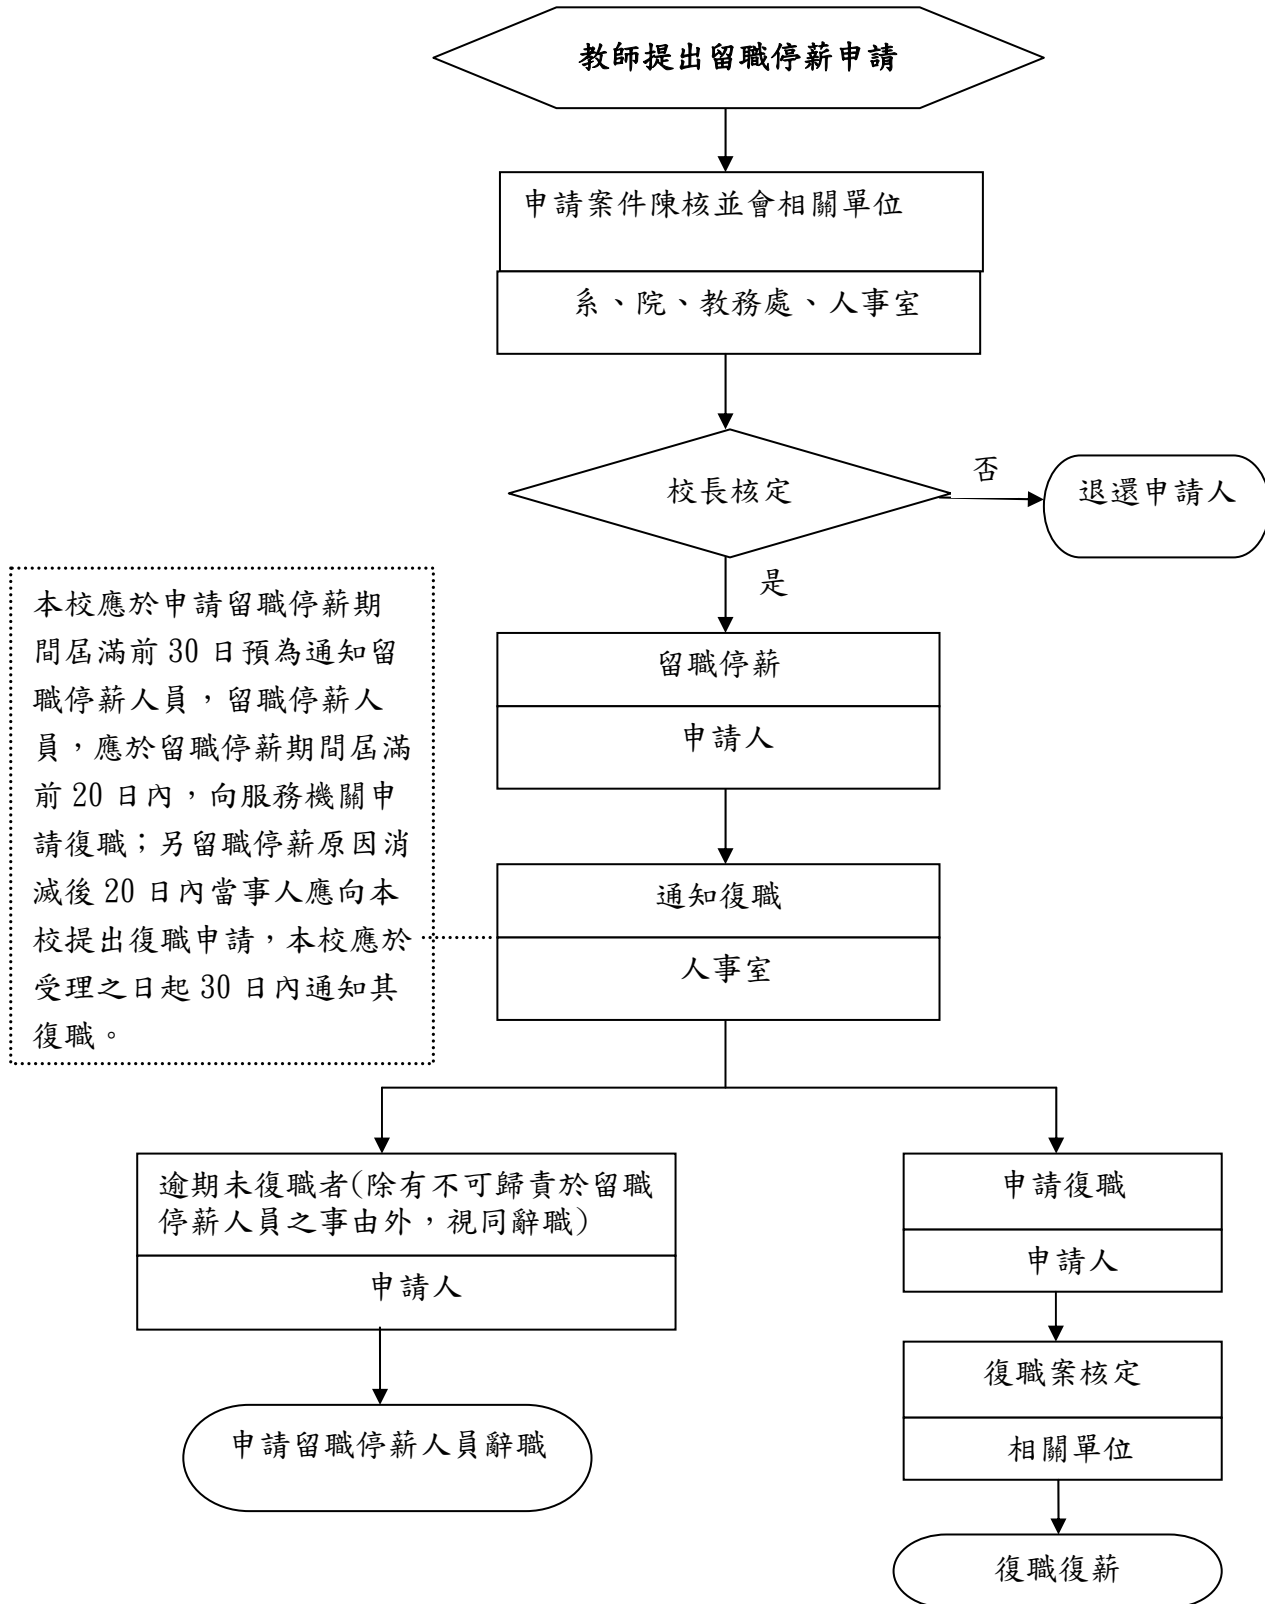 教師提出留職停薪申請
申請案件陳核並會相關單位
系、院、教務處、人事室
校長核定
否
退還申請人
是
本校應於申請留職停薪期
間屆滿前 30 日預為通知留
職停薪人員，留職停薪人
員，應於留職停薪期間屆滿
前 20 日內，向服務機關申
請復職；另留職停薪原因消
滅後 20 日內當事人應向本
校提出復職申請，本校應於
受理之日起 30 日內通知其
復職。
留職停薪
申請人
通知復職
人事室
逾期未復職者(除有不可歸責於留職
停薪人員之事由外，視同辭職)
申請人
申請留職停薪人員辭職
申請復職
申請人
復職案核定
相關單位
復職復薪